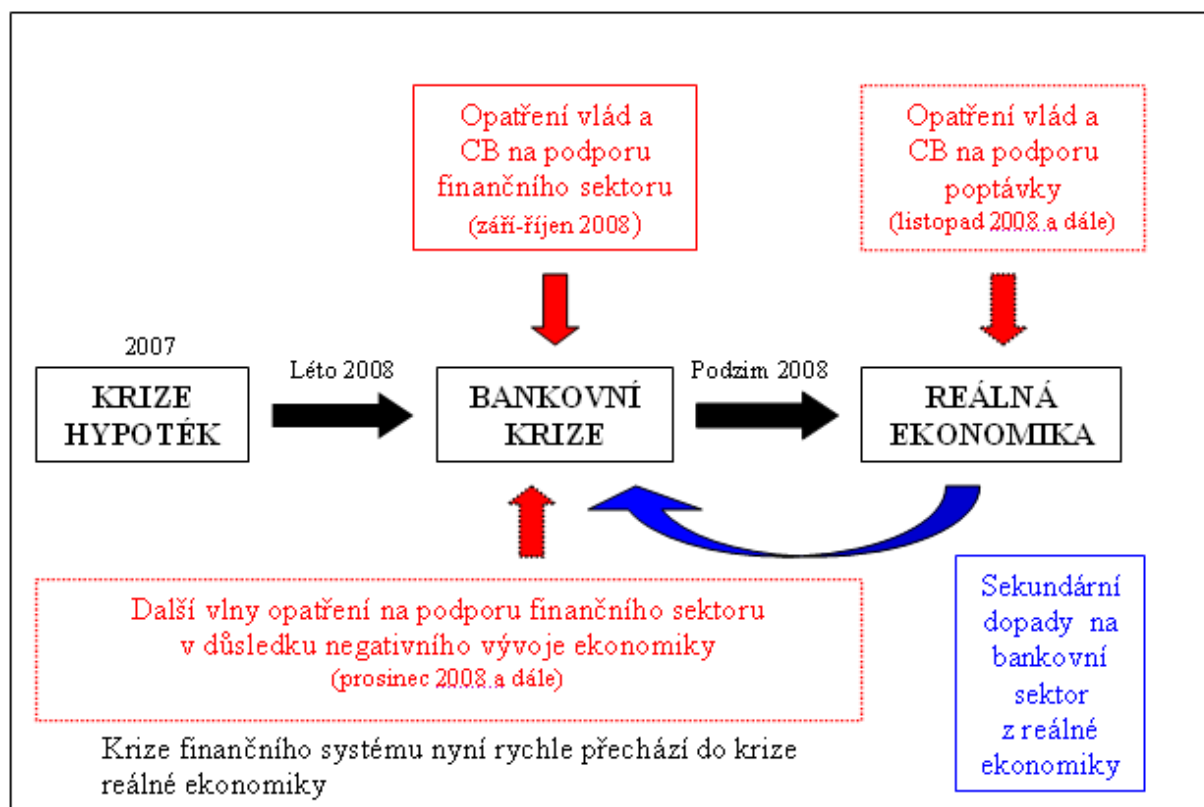 Opatření vlád a
CB na podporu
finančního sektoru
(září-říjen 2008)
Opatření vlád a
CB na podporu
poptávky
(listopad 2008 a dále)
2007
KRIZE
HYPOTÉK
Léto 2008
BANKOVNÍ
KRIZE
Podzim 2008
REÁLNÁ
EKONOMIKA
Další vlny opatření na podporu finančního sektoru
v důsledku negativního vývoje ekonomiky
(prosinec 2008 a dále)
Sekundární
dopady na
bankovní
sektor
z reálné
ekonomiky
Krize finančního systému nyní rychle přechází do krize
reálné ekonomiky